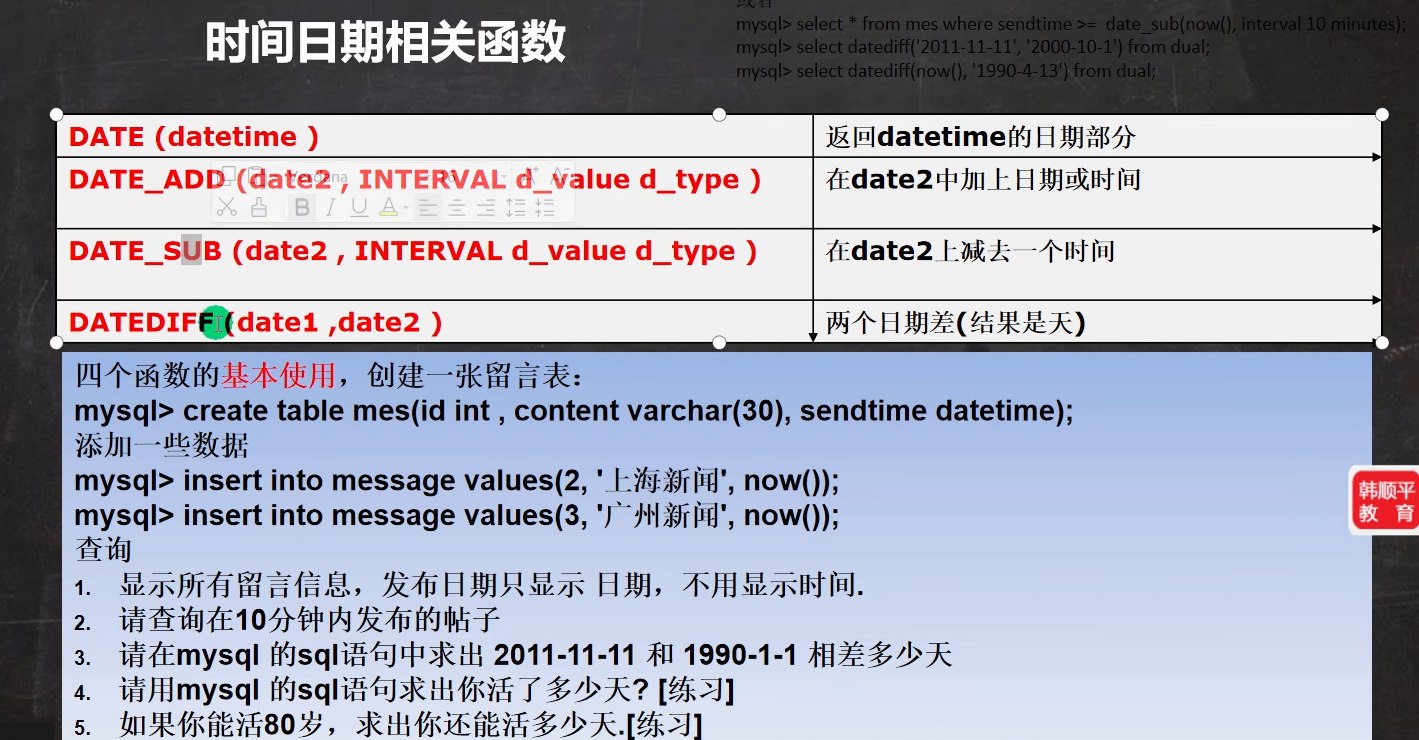 或者
mysql> select * from mes where sendtime >= date_sub(now(), interval 10 minutes);
mysql> select datediff('2011-11-11', '2000-10-1') from dual;
mysql> select datediff(now(), '1990-4-13') from dual;
时间日期相关函数
DATE (datetime )
返回datetime的日期部分
DATE_ADD (date2 , INTERVAL d_value d_type )
在date2中加上日期或时间
Verdana
B I U A
DATE_SUB (date2 , INTERVAL d_value d_type )
在date2上减去一个时间
DATEDIFF (date1 ,date2 )
两个日期差(结果是天)
四个函数的基本使用，创建一张留言表：
mysql> create table mes(id int , content varchar(30), sendtime datetime);
添加一些数据
mysql> insert into message values(2, '上海新闻', now());
mysql> insert into message values(3, '广州新闻', now());
查询
1. 显示所有留言信息，发布日期只显示 日期，不用显示时间.
2. 请查询在10分钟内发布的帖子
3. 请在mysql 的sql语句中求出 2011-11-11 和 1990-1-1 相差多少天
4. 请用mysql 的sql语句求出你活了多少天? [练习]
5. 如果你能活80岁，求出你还能活多少天.[练习]
韩顺平
教 育